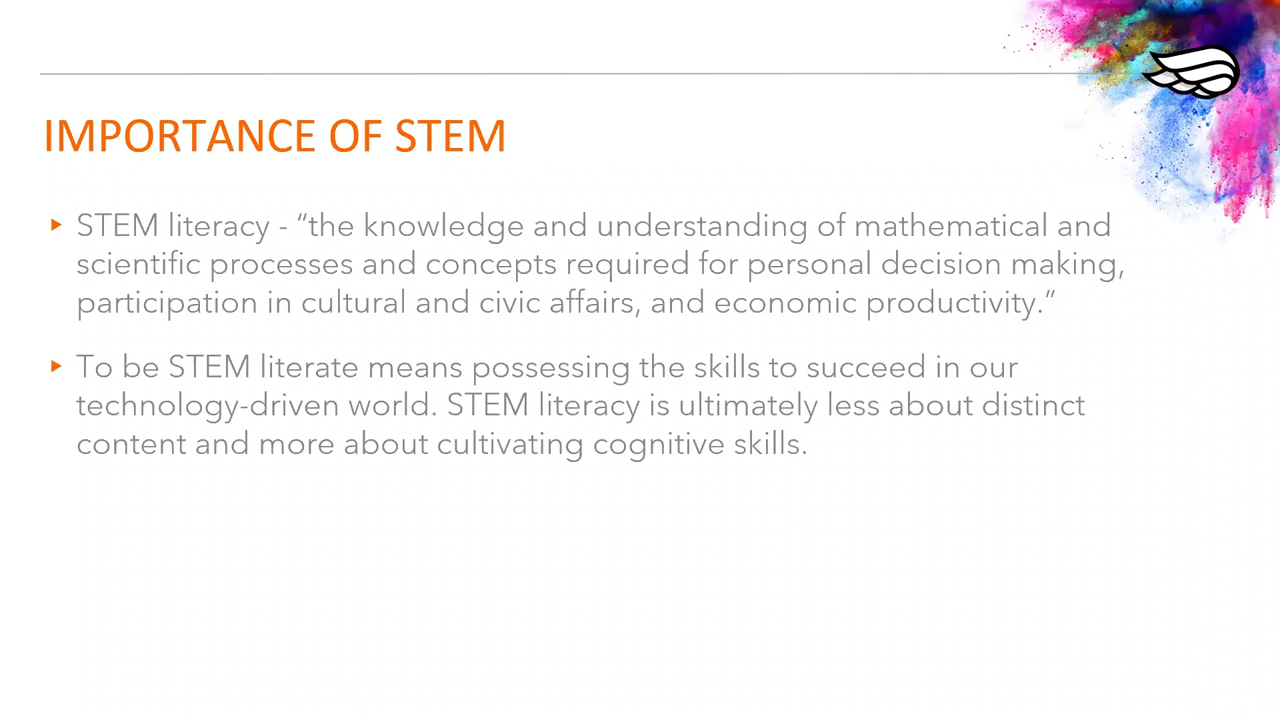 IMPORTANCE OF STEM
STEM literacy - “the knowledge and understanding of mathematical and
scientific processes and concepts required for personal decision making,
participation in cultural and civic affairs, and economic productivity.”
To be STEM literate means possessing the skills to succeed in our
technology-driven world. STEM literacy is ultimately less about distinct
content and more about cultivating cognitive skills.